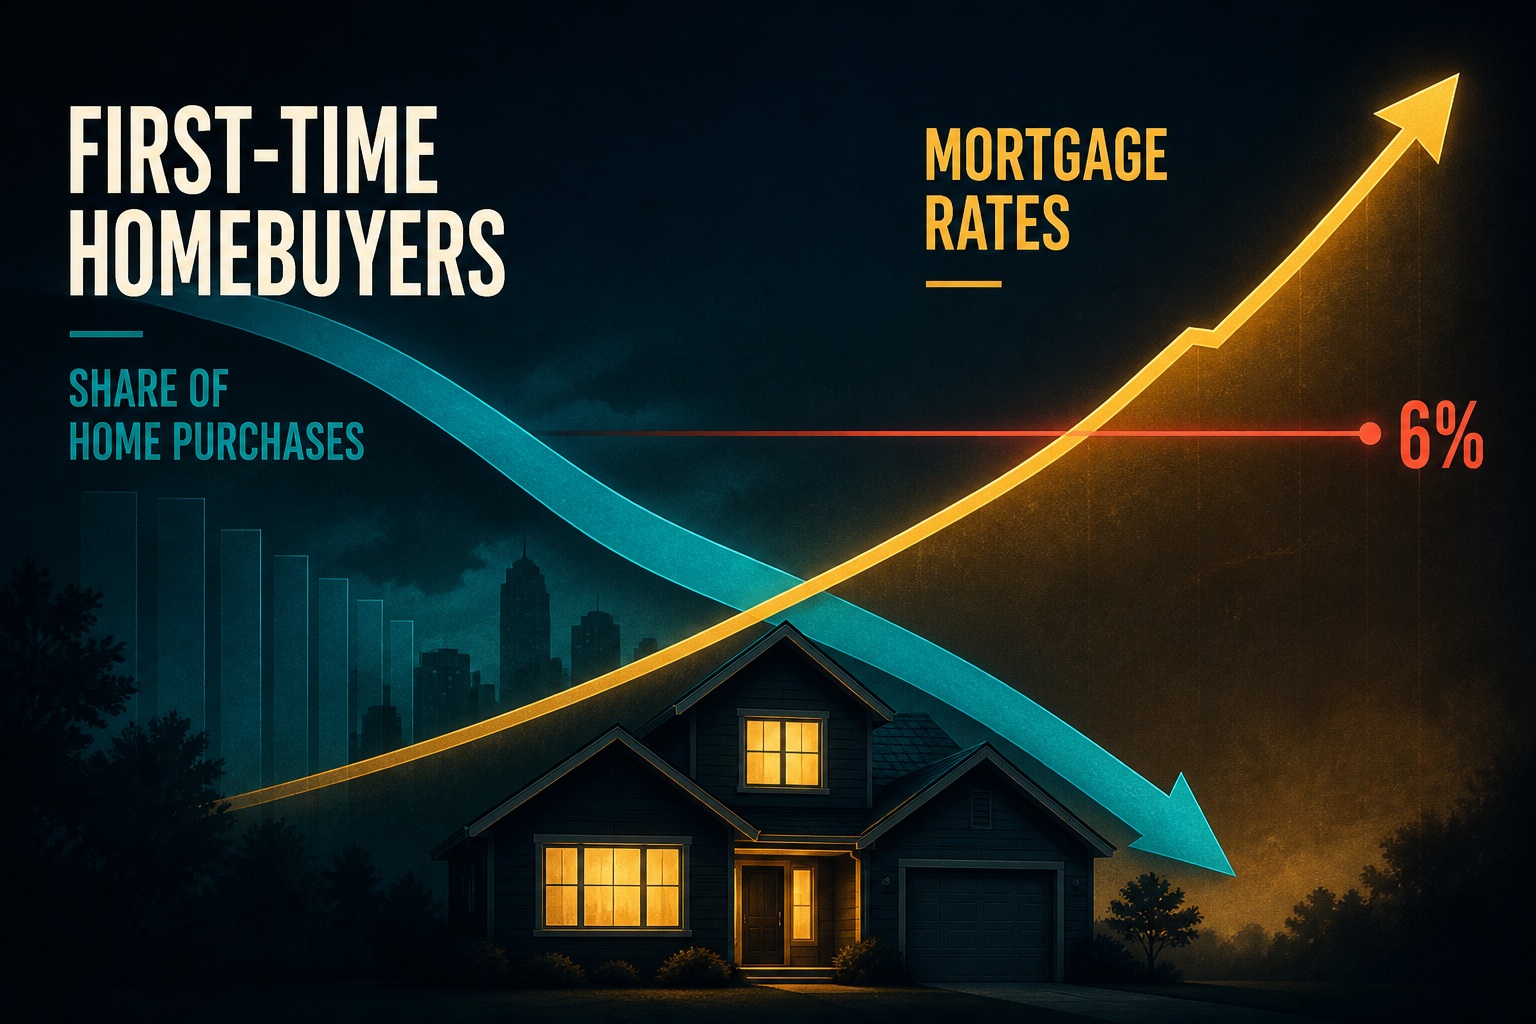 FIRST-TIME
HOMEBUYERS
SHARE OF
HOME PURCHASES
MORTGAGE
RATES
6%